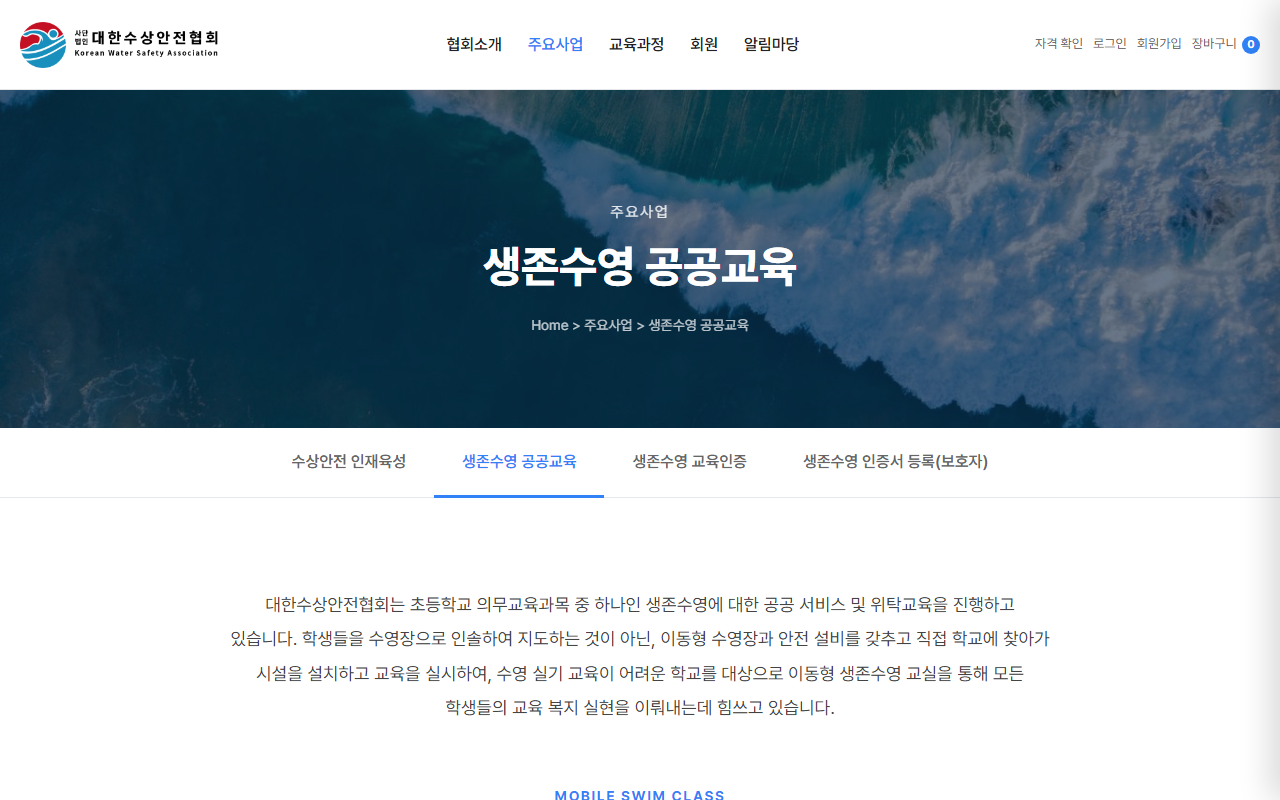 사단법인 대한수상안전협회
Korean Water Safety Association
협회소개 주요사업 교육과정 회원 알림마당
자격 확인 로그인 회원가입 장바구니 0
주요사업
생존수영 공공교육
Home > 주요사업 > 생존수영 공공교육
수상안전 인재육성 생존수영 공공교육 생존수영 교육인증 생존수영 인증서 등록(보호자)
대한수상안전협회는 초등학교 의무교육과목 중 하나인 생존수영에 대한 공공 서비스 및 위탁교육을 진행하고
있습니다. 학생들을 수영장으로 인솔하여 지도하는 것이 아닌, 이동형 수영장과 안전 설비를 갖추고 직접 학교에 찾아가
시설을 설치하고 교육을 실시하여, 수영 실기 교육이 어려운 학교를 대상으로 이동형 생존수영 교실을 통해 모든
학생들의 교육 복지 실현을 이뤄내는데 힘쓰고 있습니다.
MOBILE SWIM CLASS